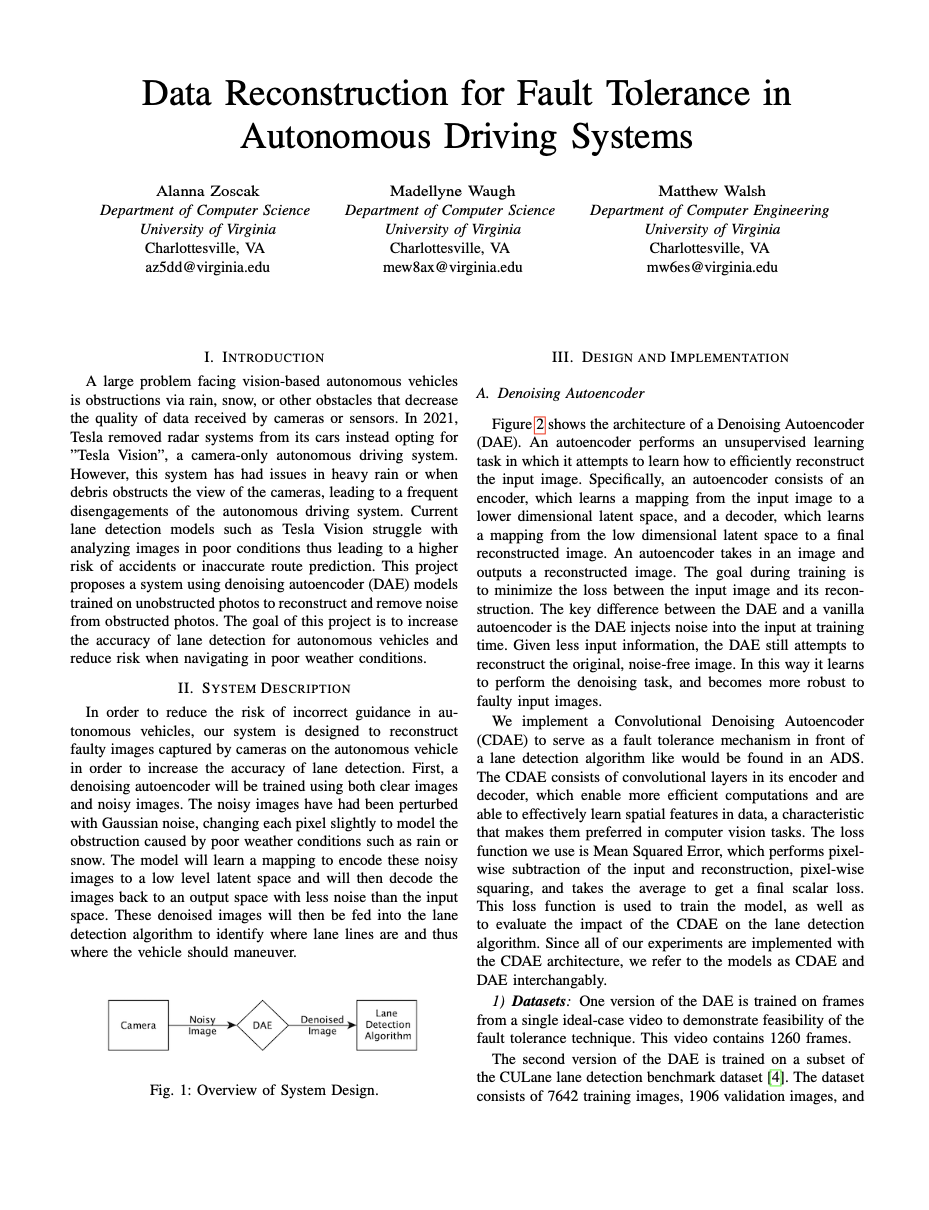 Data Reconstruction for Fault Tolerance in
Autonomous Driving Systems
Alanna Zoscak
Department of Computer Science
University of Virginia
Charlottesville, VA
az5dd@virginia.edu
Madellyne Waugh
Department of Computer Science
University of Virginia
Charlottesville, VA
mew8ax@virginia.edu
Matthew Walsh
Department of Computer Engineering
University of Virginia
Charlottesville, VA
mw6es@virginia.edu
I. INTRODUCTION
A large problem facing vision-based autonomous vehicles
is obstructions via rain, snow, or other obstacles that decrease
the quality of data received by cameras or sensors. In 2021,
Tesla removed radar systems from its cars instead opting for
”Tesla Vision”, a camera-only autonomous driving system.
However, this system has had issues in heavy rain or when
debris obstructs the view of the cameras, leading to a frequent
disengagements of the autonomous driving system. Current
lane detection models such as Tesla Vision struggle with
analyzing images in poor conditions thus leading to a higher
risk of accidents or inaccurate route prediction. This project
proposes a system using denoising autoencoder (DAE) models
trained on unobstructed photos to reconstruct and remove noise
from obstructed photos. The goal of this project is to increase
the accuracy of lane detection for autonomous vehicles and
reduce risk when navigating in poor weather conditions.
II. SYSTEM DESCRIPTION
In order to reduce the risk of incorrect guidance in au-
tonomous vehicles, our system is designed to reconstruct
faulty images captured by cameras on the autonomous vehicle
in order to increase the accuracy of lane detection. First, a
denoising autoencoder will be trained using both clear images
and noisy images. The noisy images have had been perturbed
with Gaussian noise, changing each pixel slightly to model the
obstruction caused by poor weather conditions such as rain or
snow. The model will learn a mapping to encode these noisy
images to a low level latent space and will then decode the
images back to an output space with less noise than the input
space. These denoised images will then be fed into the lane
detection algorithm to identify where lane lines are and thus
where the vehicle should maneuver.
Camera
Noisy
Image
DAE
Denoised
Image
Lane
Detection
Algorithm
Fig. 1: Overview of System Design.
III. DESIGN AND IMPLEMENTATION
A. Denoising Autoencoder
Figure 2 shows the architecture of a Denoising Autoencoder
(DAE). An autoencoder performs an unsupervised learning
task in which it attempts to learn how to efficiently reconstruct
the input image. Specifically, an autoencoder consists of an
encoder, which learns a mapping from the input image to a
lower dimensional latent space, and a decoder, which learns
a mapping from the low dimensional latent space to a final
reconstructed image. An autoencoder takes in an image and
outputs a reconstructed image. The goal during training is
to minimize the loss between the input image and its recon-
struction. The key difference between the DAE and a vanilla
autoencoder is the DAE injects noise into the input at training
time. Given less input information, the DAE still attempts to
reconstruct the original, noise-free image. In this way it learns
to perform the denoising task, and becomes more robust to
faulty input images.
We implement a Convolutional Denoising Autoencoder
(CDAE) to serve as a fault tolerance mechanism in front of
a lane detection algorithm like would be found in an ADS.
The CDAE consists of convolutional layers in its encoder and
decoder, which enable more efficient computations and are
able to effectively learn spatial features in data, a characteristic
that makes them preferred in computer vision tasks. The loss
function we use is Mean Squared Error, which performs pixel-
wise subtraction of the input and reconstruction, pixel-wise
squaring, and takes the average to get a final scalar loss.
This loss function is used to train the model, as well as
to evaluate the impact of the CDAE on the lane detection
algorithm. Since all of our experiments are implemented with
the CDAE architecture, we refer to the models as CDAE and
DAE interchangably.
1) Datasets: One version of the DAE is trained on frames
from a single ideal-case video to demonstrate feasibility of the
fault tolerance technique. This video contains 1260 frames.
The second version of the DAE is trained on a subset of
the CULane lane detection benchmark dataset [4]. The dataset
consists of 7642 training images, 1906 validation images, and